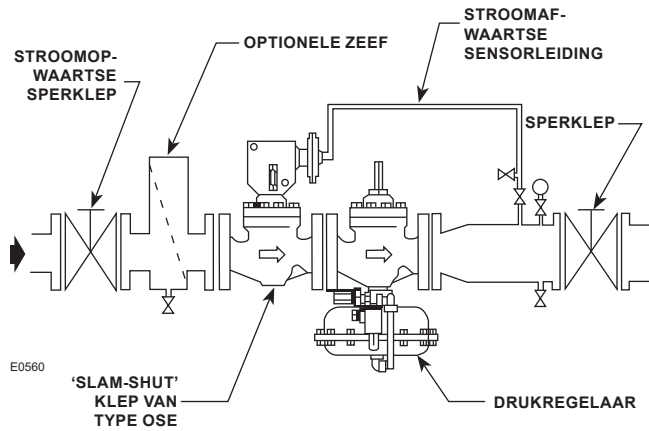 STROOMOP-
WAARTSE
SPERKLEP
OPTIONELE ZEEF
STROOMAF-
WAARTSE
SENSORLEIDING
SPERKLEP
E0560
‘SLAM-SHUT’
KLEP VAN
TYPE OSE
DRUKREGELAAR